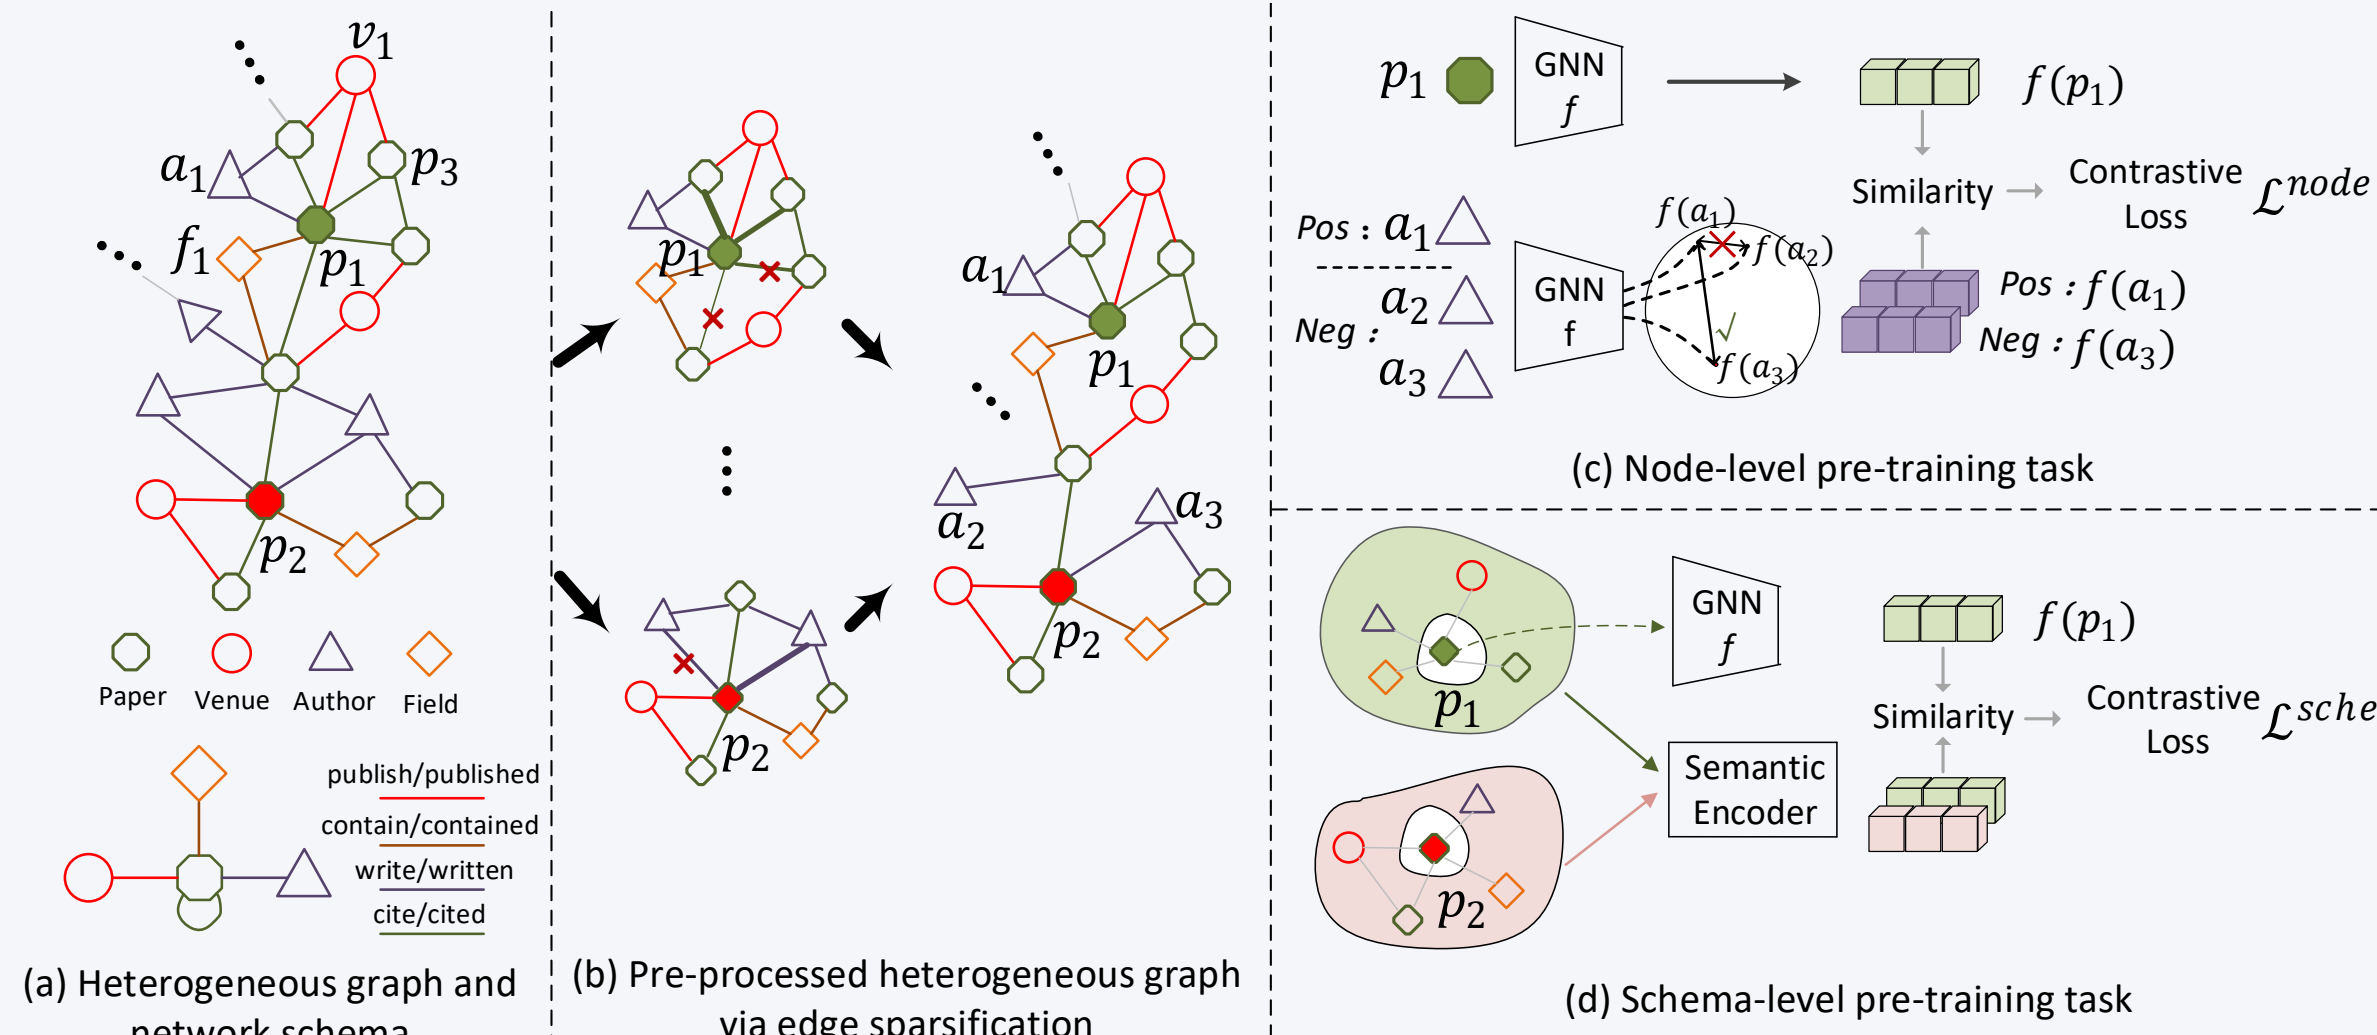 v1
a1
p3
f1
p1
p2
Paper
Venue
Author
Field
publish/published
contain/contained
write/written
cite/cited
(a) Heterogeneous graph and
network schema
p1
p2
a1
p1
a2
a3
p2
(b) Pre-processed heterogeneous graph
via edge sparsification
p1
GNN
f
f(p1)
Similarity
Contrastive
Loss
ℒnode
Pos : a1
Neg :
a2
a3
GNN
f
f(a1)
f(a2)
f(a3)
Pos : f(a1)
Neg : f(a3)
(c) Node-level pre-training task
p1
GNN
f
f(p1)
Similarity
Contrastive
Loss
ℒsche
Semantic
Encoder
p2
(d) Schema-level pre-training task